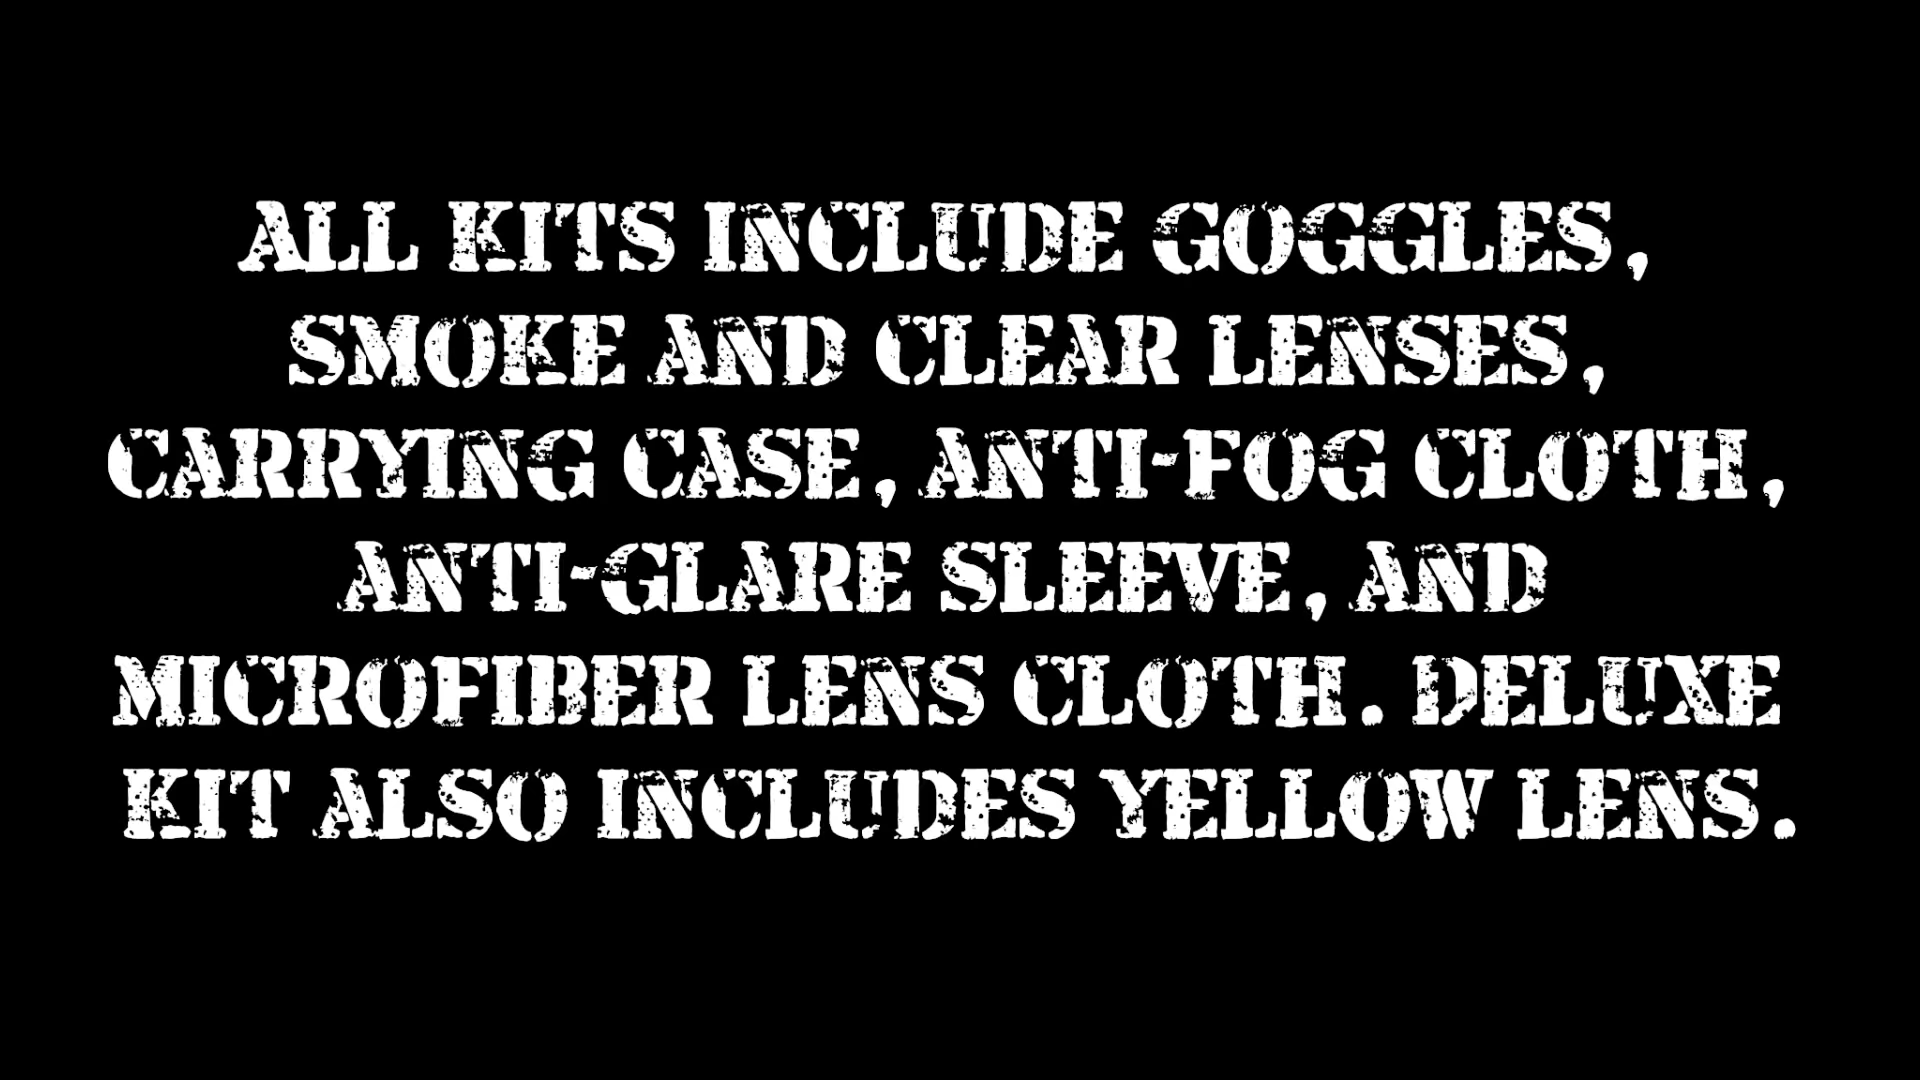 ALL KITS INCLUDE GOGGLES,
SMOKE AND CLEAR LENSES,
CARRYING CASE, ANTI-FOG CLOTH,
ANTI-GLARE SLEEVE, AND
MICROFIBER LENS CLOTH. DELUXE
KIT ALSO INCLUDES YELLOW LENS.